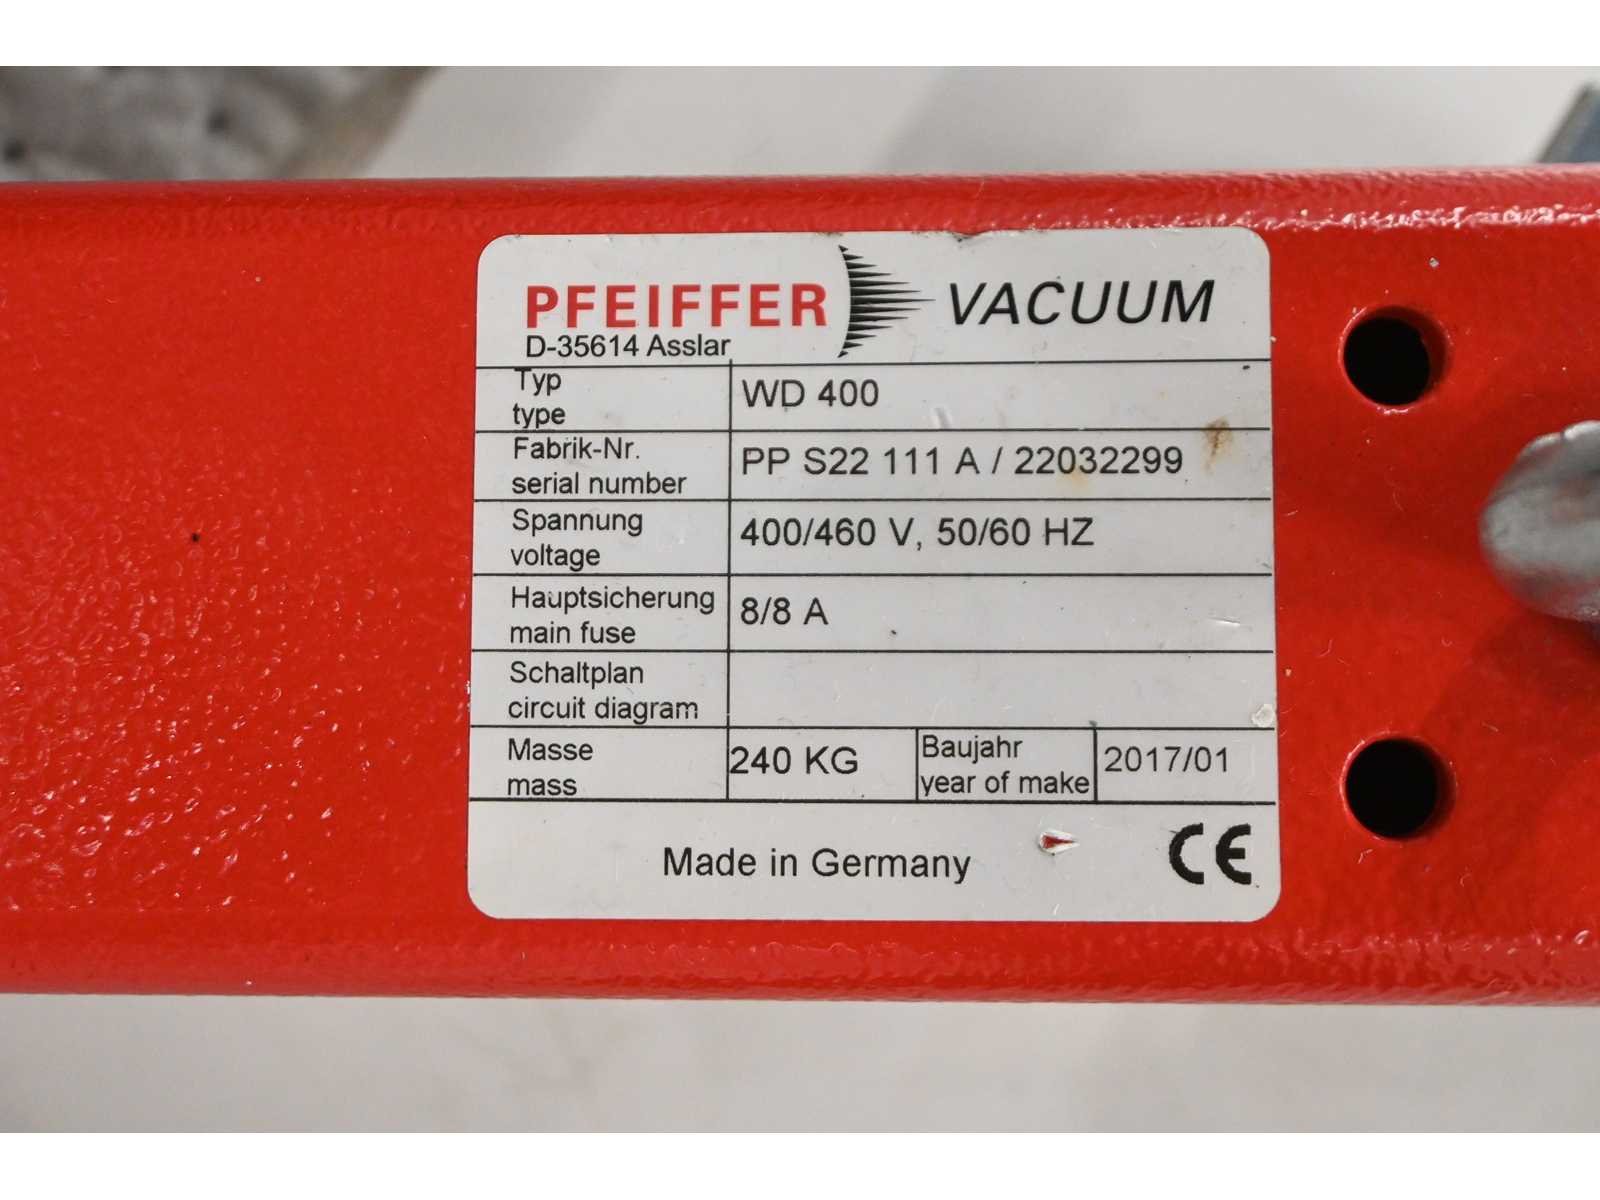 PFEIFFER VACUUM
D-35614 Asslar
Typ
type
WD 400
Fabrik-Nr.
serial number
PP S22 111 A / 22032299
Spannung
voltage
400/460 V, 50/60 HZ
Hauptsicherung
main fuse
8/8 A
Schaltplan
circuit diagram
Masse
mass
240 KG
Baujahr
year of make
2017/01
Made in Germany
CE